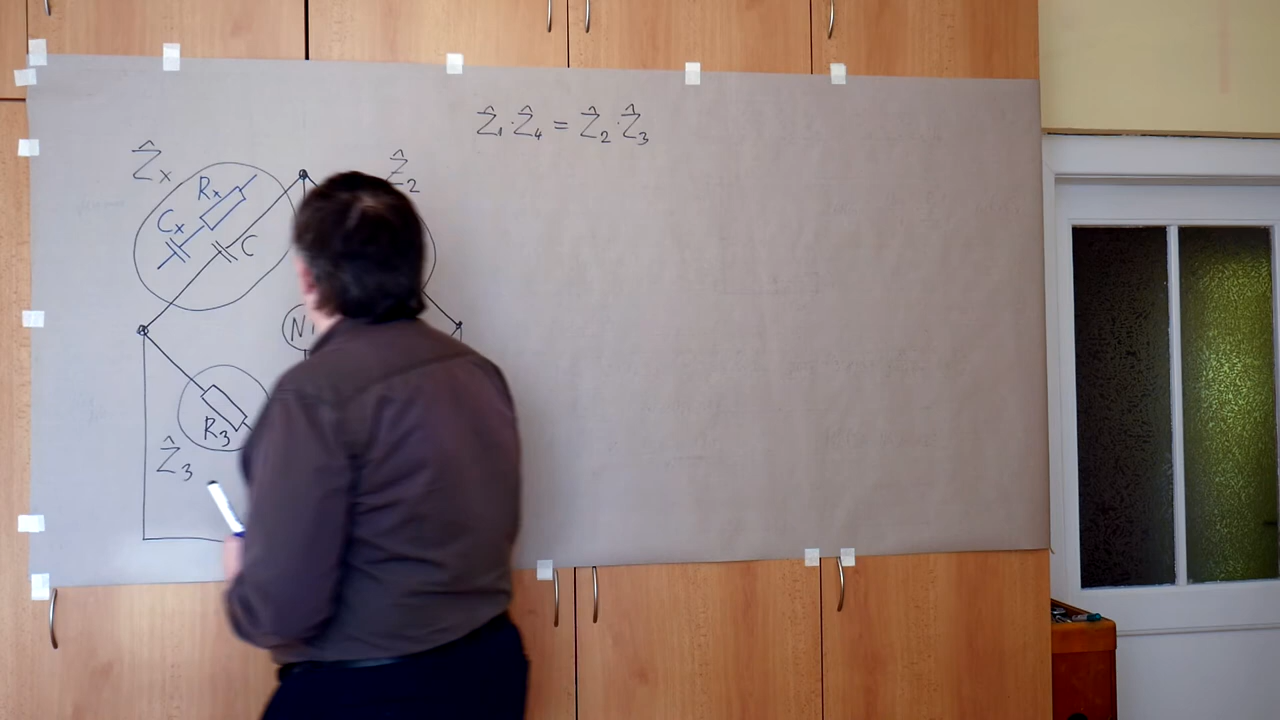 Ẑ₁·Ẑ₄ = Ẑ₂·Ẑ₃
Ẑₓ
Ẑ₂
Rₓ
Cₓ
C
N
R₃
Ẑ₃